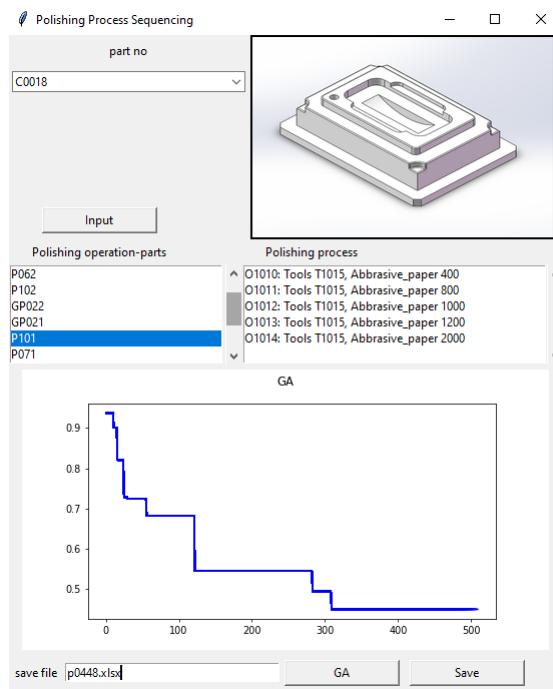 Polishing Process Sequencing
part no
C0018
Input
Polishing operation-parts
Polishing process
P062
P102
GP022
GP021
P101
P071
O1010: Tools T1015, Abbrasive_paper 400
O1011: Tools T1015, Abbrasive_paper 800
O1012: Tools T1015, Abbrasive_paper 1000
O1013: Tools T1015, Abbrasive_paper 1200
O1014: Tools T1015, Abbrasive_paper 2000
GA
0.9
0.8
0.7
0.6
0.5
0 100 200 300 400 500
save file p0448.xlsx GA Save